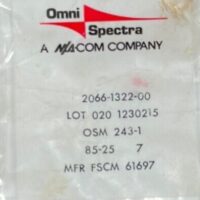 Omni
Spectra
A M/A-COM COMPANY
2066-1322-00
LOT 020 1230215
OSM 243-1
85-25 7
MFR FSCM 61697